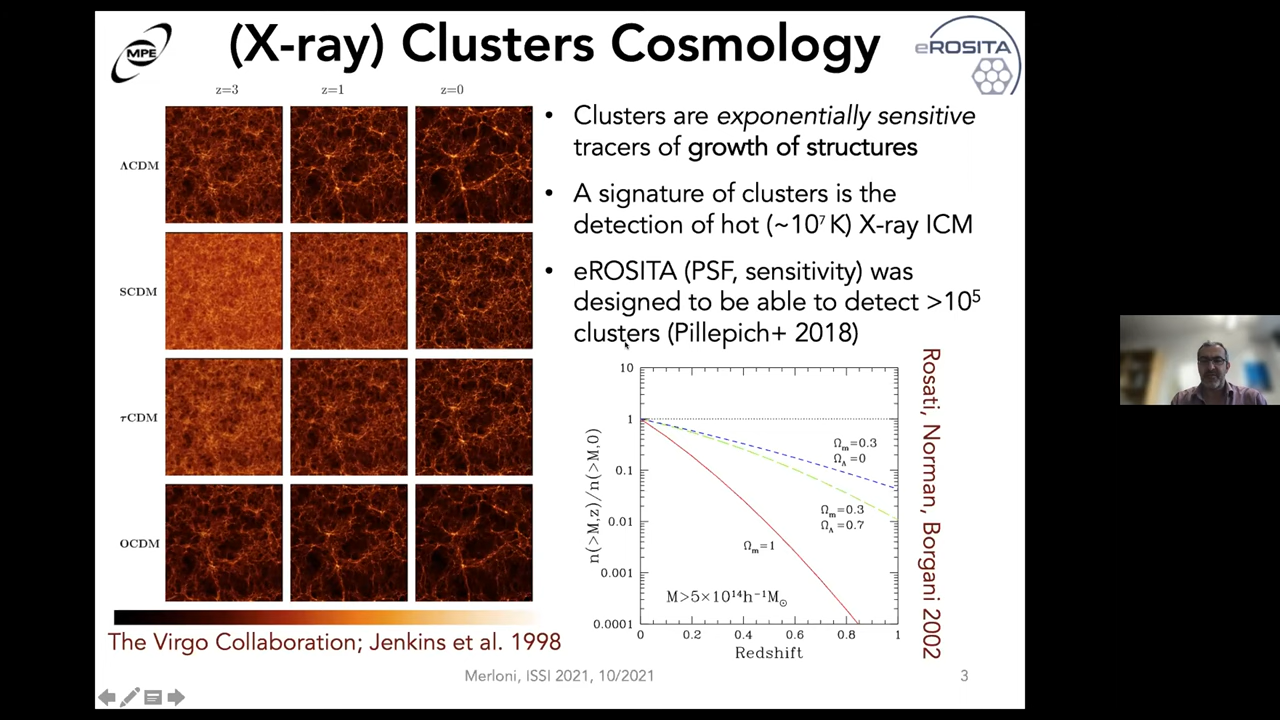 (X-ray) Clusters Cosmology
MPE
eROSITA
z=3 z=1 z=0
ΛCDM
SCDM
τCDM
OCDM
The Virgo Collaboration; Jenkins et al. 1998
• Clusters are exponentially sensitive
tracers of growth of structures
• A signature of clusters is the
detection of hot (~10⁷ K) X-ray ICM
• eROSITA (PSF, sensitivity) was
designed to be able to detect >10⁵
clusters (Pillepich+ 2018)
n(>M,z)/n(>M,0)
10
1
0.1
0.01
0.001
0.0001
Ωm=0.3
ΩΛ=0
Ωm=0.3
ΩΛ=0.7
Ωm=1
M>5×10¹⁴h⁻¹M⊙
0 0.2 0.4 0.6 0.8 1
Redshift
Rosati, Norman, Borgani 2002
Merloni, ISSI 2021, 10/2021
3